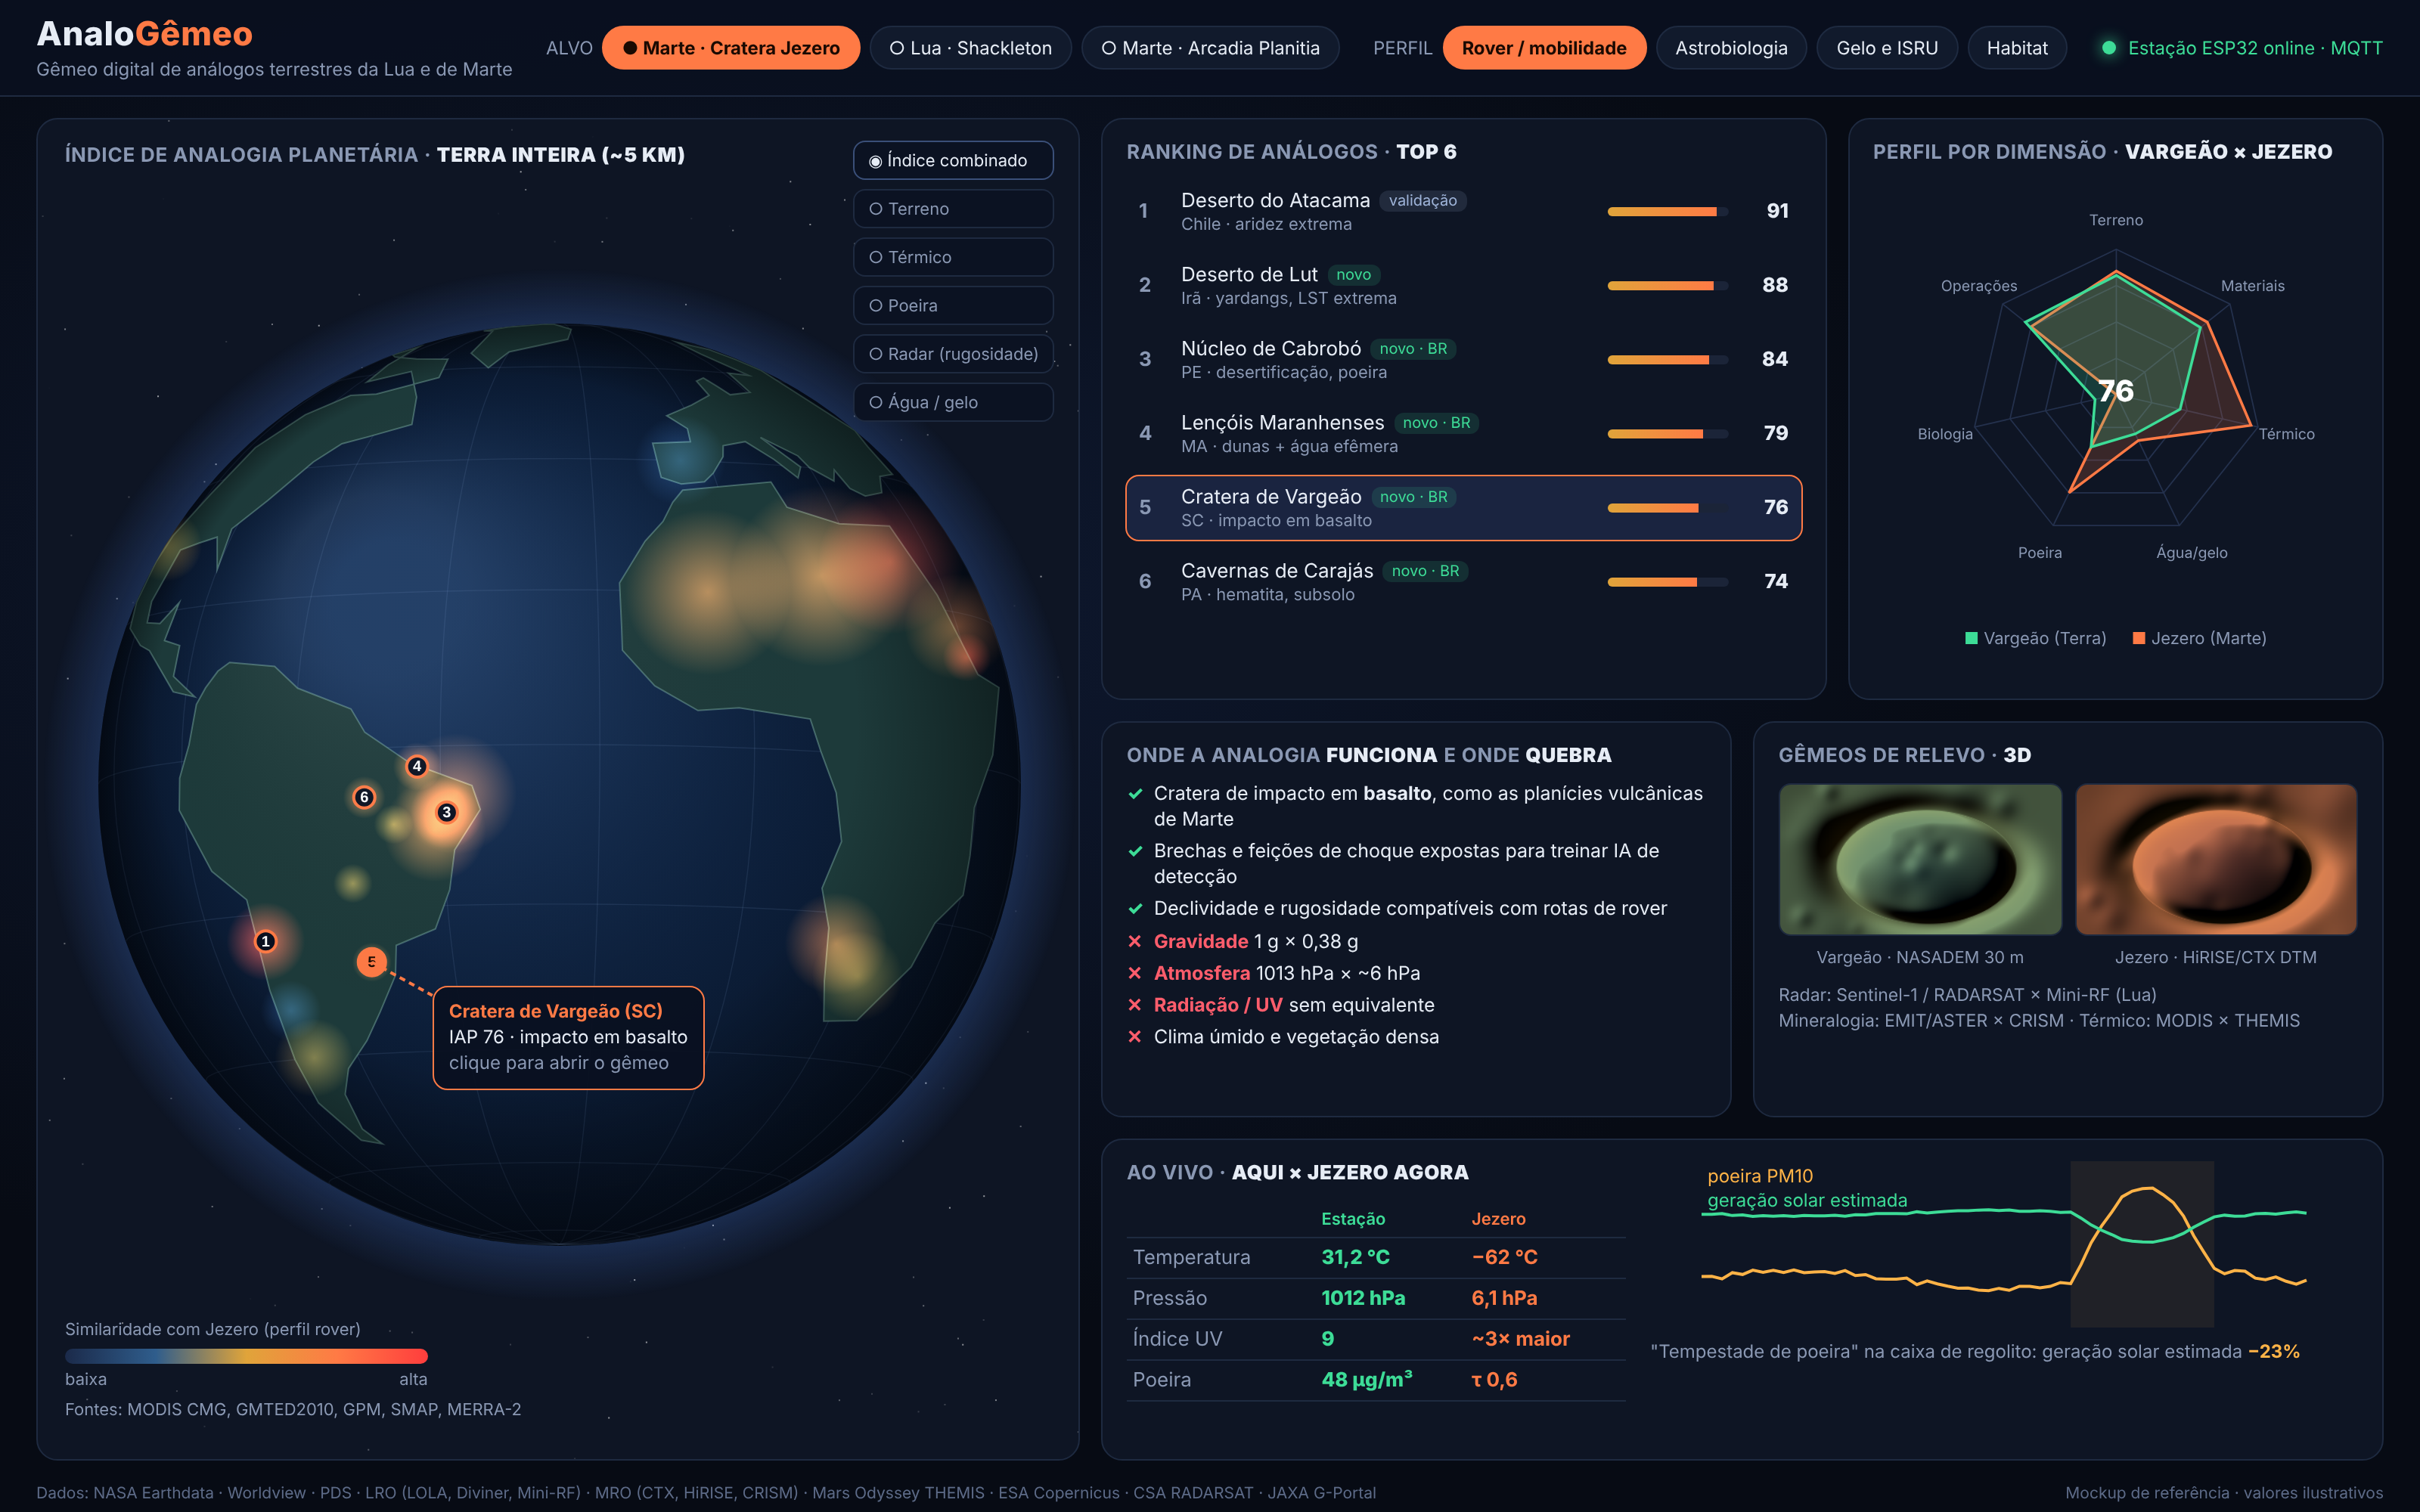 AnaloGêmeo
Gêmeo digital de análogos terrestres da Lua e de Marte
ALVO
Marte · Cratera Jezero
Lua · Shackleton
Marte · Arcadia Planitia
PERFIL
Rover / mobilidade
Astrobiologia
Gelo e ISRU
Habitat
Estação ESP32 online · MQTT
ÍNDICE DE ANALOGIA PLANETÁRIA · TERRA INTEIRA (~5 KM)
Índice combinado
Terreno
Térmico
Poeira
Radar (rugosidade)
Água / gelo
4
6
3
1
5
Cratera de Vargeão (SC)
IAP 76 · impacto em basalto
clique para abrir o gêmeo
Similaridade com Jezero (perfil rover)
baixa
alta
Fontes: MODIS CMG, GMTED2010, GPM, SMAP, MERRA-2
RANKING DE ANÁLOGOS · TOP 6
1 Deserto do Atacama validação 91
Chile · aridez extrema
2 Deserto de Lut novo 88
Irã · yardangs, LST extrema
3 Núcleo de Cabrobó novo · BR 84
PE · desertificação, poeira
4 Lençóis Maranhenses novo · BR 79
MA · dunas + água efêmera
5 Cratera de Vargeão novo · BR 76
SC · impacto em basalto
6 Cavernas de Carajás novo · BR 74
PA · hematita, subsolo
PERFIL POR DIMENSÃO · VARGEÃO × JEZERO
Terreno
Operações
Materiais
76
Biologia
Térmico
Poeira
Água/gelo
Vargeão (Terra)
Jezero (Marte)
ONDE A ANALOGIA FUNCIONA E ONDE QUEBRA
✓ Cratera de impacto em basalto, como as planícies vulcânicas
de Marte
✓ Brechas e feições de choque expostas para treinar IA de
detecção
✓ Declividade e rugosidade compatíveis com rotas de rover
✕ Gravidade 1 g × 0,38 g
✕ Atmosfera 1013 hPa × ~6 hPa
✕ Radiação / UV sem equivalente
✕ Clima úmido e vegetação densa
GÊMEOS DE RELEVO · 3D
Vargeão · NASADEM 30 m
Jezero · HiRISE/CTX DTM
Radar: Sentinel-1 / RADARSAT × Mini-RF (Lua)
Mineralogia: EMIT/ASTER × CRISM · Térmico: MODIS × THEMIS
AO VIVO · AQUI × JEZERO AGORA
Estação Jezero
Temperatura 31,2 °C −62 °C
Pressão 1012 hPa 6,1 hPa
Índice UV 9 ~3× maior
Poeira 48 µg/m³ τ 0,6
poeira PM10
geração solar estimada
"Tempestade de poeira" na caixa de regolito: geração solar estimada −23%
Dados: NASA Earthdata · Worldview · PDS · LRO (LOLA, Diviner, Mini-RF) · MRO (CTX, HiRISE, CRISM) · Mars Odyssey THEMIS · ESA Copernicus · CSA RADARSAT · JAXA G-Portal
Mockup de referência · valores ilustrativos